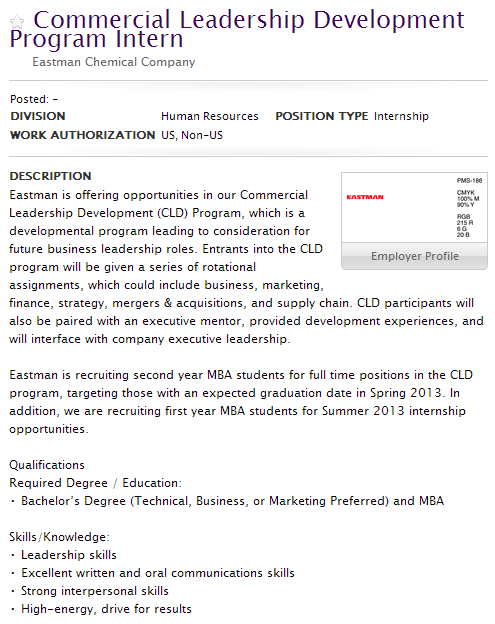 Commercial Leadership Development
Program Intern
Eastman Chemical Company
Posted: -
DIVISION Human Resources POSITION TYPE Internship
WORK AUTHORIZATION US, Non-US
DESCRIPTION
Eastman is offering opportunities in our Commercial
Leadership Development (CLD) Program, which is a
developmental program leading to consideration for
future business leadership roles. Entrants into the CLD
program will be given a series of rotational
assignments, which could include business, marketing,
finance, strategy, mergers & acquisitions, and supply chain. CLD participants will
also be paired with an executive mentor, provided development experiences, and
will interface with company executive leadership.
EASTMAN
PMS-186
CMYK
100% M
90% Y
RGB
215 R
6 G
20 B
Employer Profile
Eastman is recruiting second year MBA students for full time positions in the CLD
program, targeting those with an expected graduation date in Spring 2013. In
addition, we are recruiting first year MBA students for Summer 2013 internship
opportunities.
Qualifications
Required Degree / Education:
• Bachelor's Degree (Technical, Business, or Marketing Preferred) and MBA
Skills/Knowledge:
• Leadership skills
• Excellent written and oral communications skills
• Strong interpersonal skills
• High-energy, drive for results